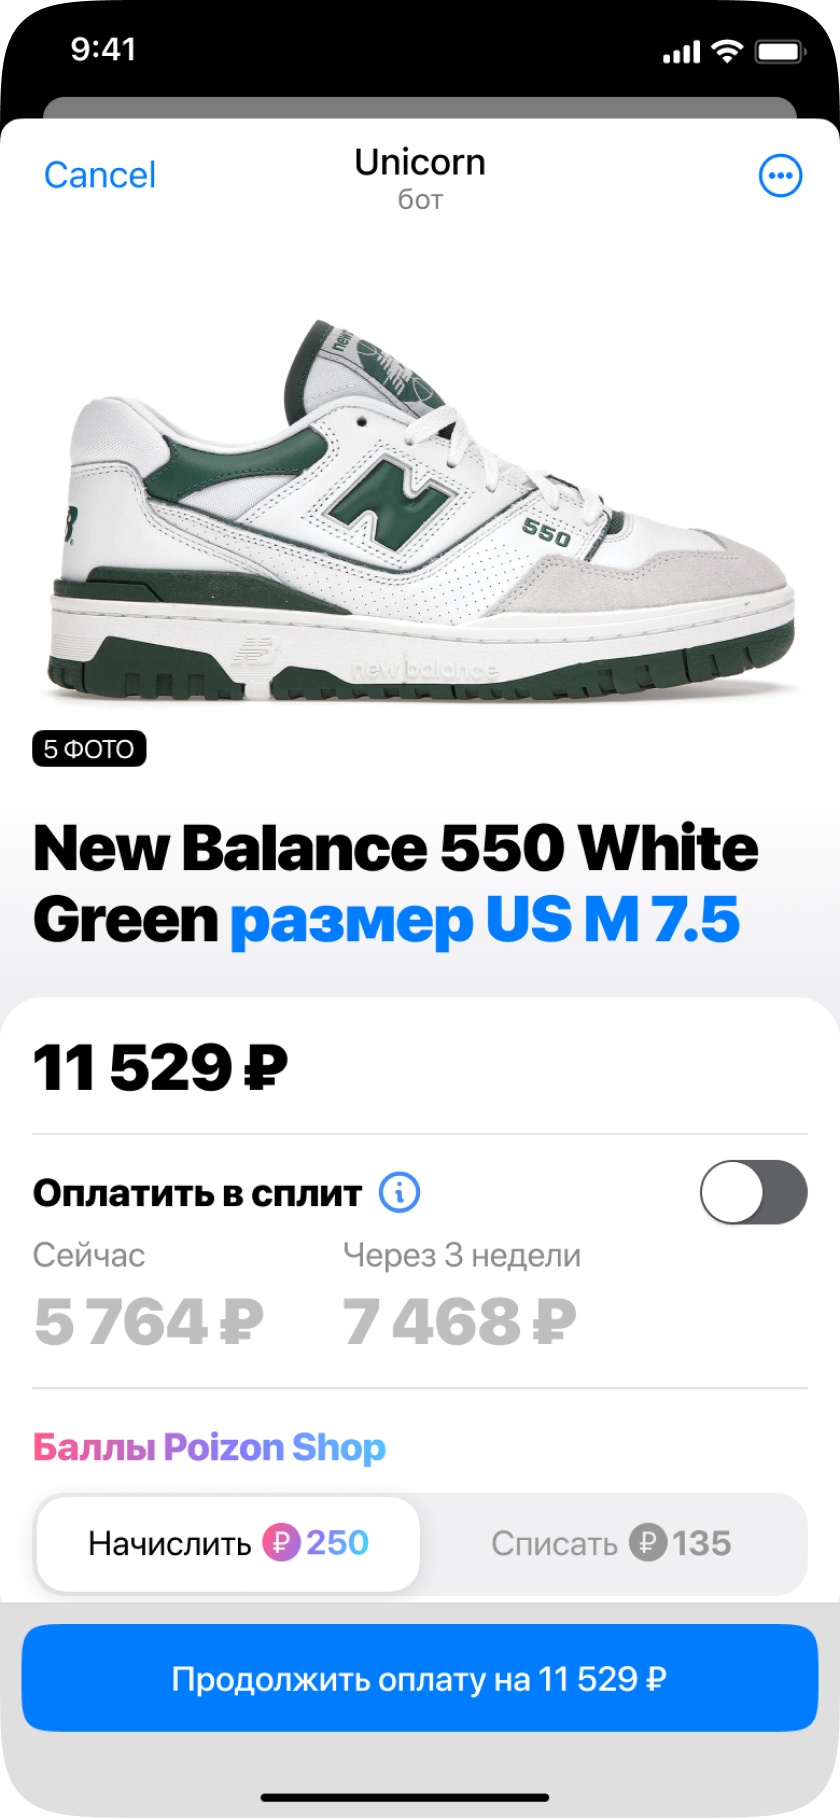 9:41
Cancel
Unicorn
бот
new
N
550
B
new balance
5 ФОТО
New Balance 550 White
Green размер US M 7.5
11 529 ₽
Оплатить в сплит
Сейчас
Через 3 недели
5 764 ₽
7 468 ₽
Баллы Poizon Shop
Начислить ₽ 250
Списать ₽ 135
Продолжить оплату на 11 529 ₽